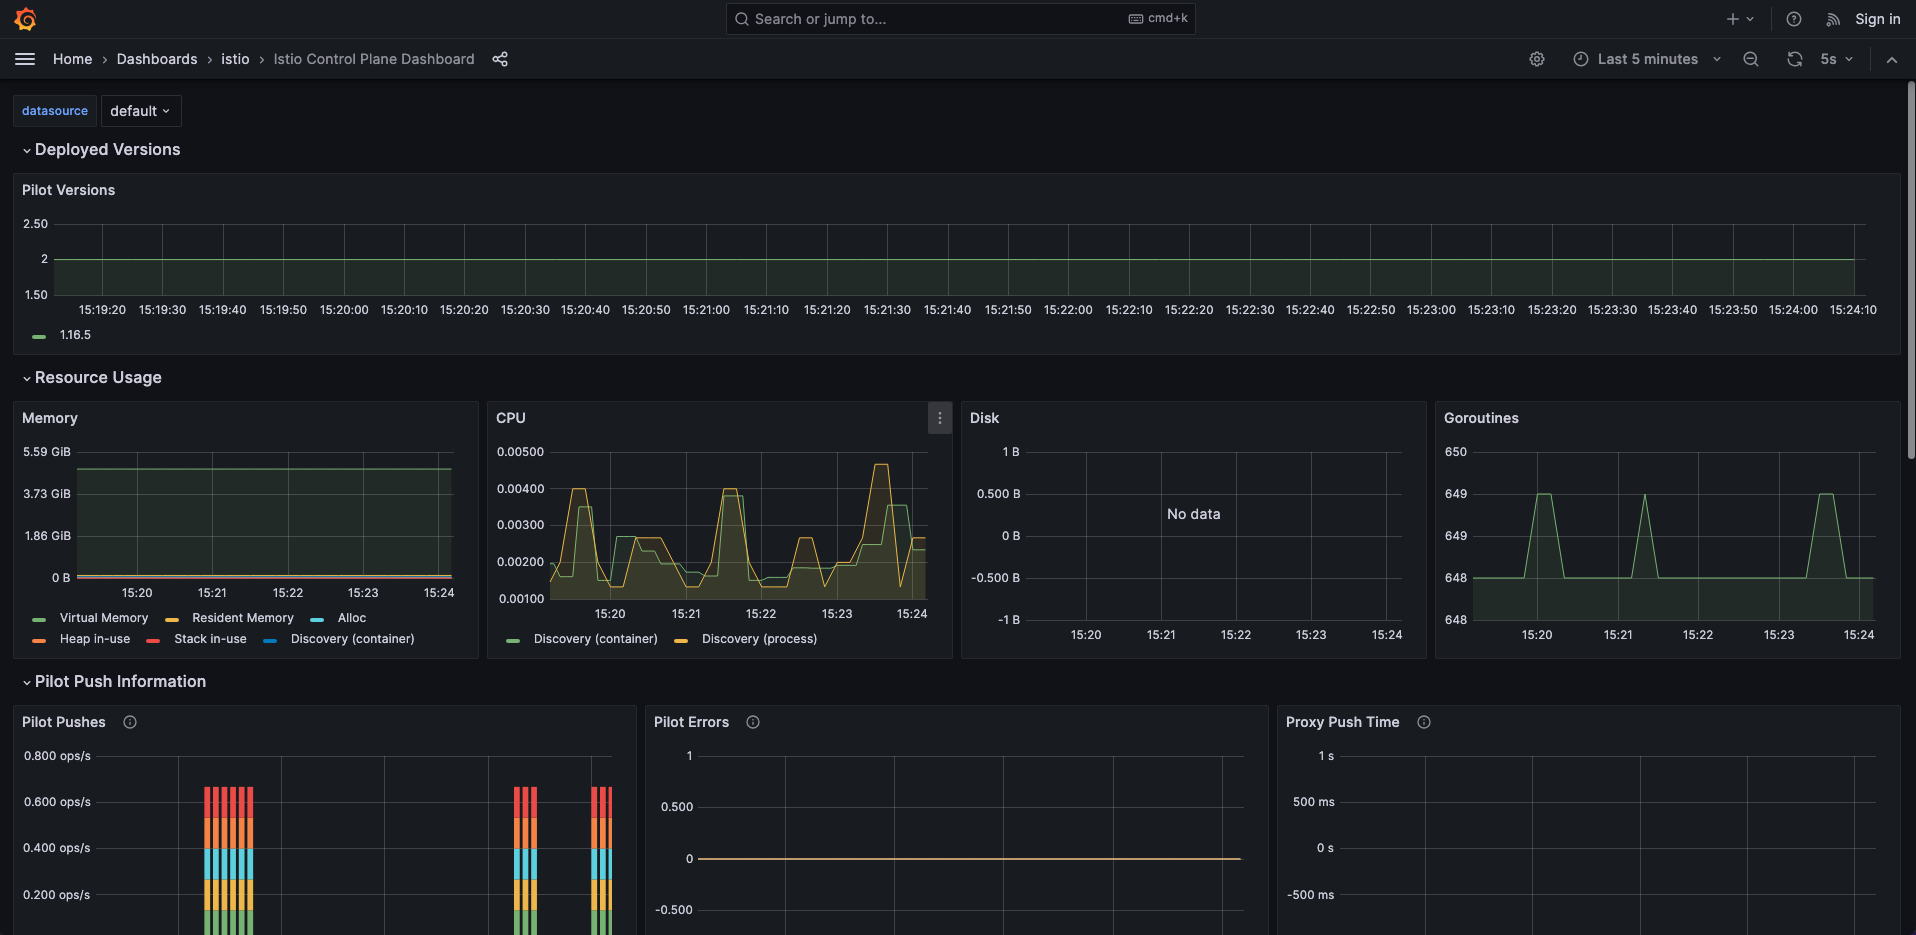 Search or jump to...
cmd+k
Sign in
Home › Dashboards › istio › Istio Control Plane Dashboard
Last 5 minutes
5s
datasource
default
Deployed Versions
Pilot Versions
2.50
2
1.50
15:19:20 15:19:30 15:19:40 15:19:50 15:20:00 15:20:10 15:20:20 15:20:30 15:20:40 15:20:50 15:21:00 15:21:10 15:21:20 15:21:30 15:21:40 15:21:50 15:22:00 15:22:10 15:22:20 15:22:30 15:22:40 15:22:50 15:23:00 15:23:10 15:23:20 15:23:30 15:23:40 15:23:50 15:24:00 15:24:10
1.16.5
Resource Usage
Memory
5.59 GiB
3.73 GiB
1.86 GiB
0 B
15:20 15:21 15:22 15:23 15:24
Virtual Memory Resident Memory Alloc
Heap in-use Stack in-use Discovery (container)
CPU
0.00500
0.00400
0.00300
0.00200
0.00100
15:20 15:21 15:22 15:23 15:24
Discovery (container) Discovery (process)
Disk
1 B
0.500 B
0 B
-0.500 B
-1 B
No data
15:20 15:21 15:22 15:23 15:24
Goroutines
650
649
649
648
648
15:20 15:21 15:22 15:23 15:24
Pilot Push Information
Pilot Pushes
0.800 ops/s
0.600 ops/s
0.400 ops/s
0.200 ops/s
Pilot Errors
1
0.500
0
-0.500
Proxy Push Time
1 s
500 ms
0 s
-500 ms